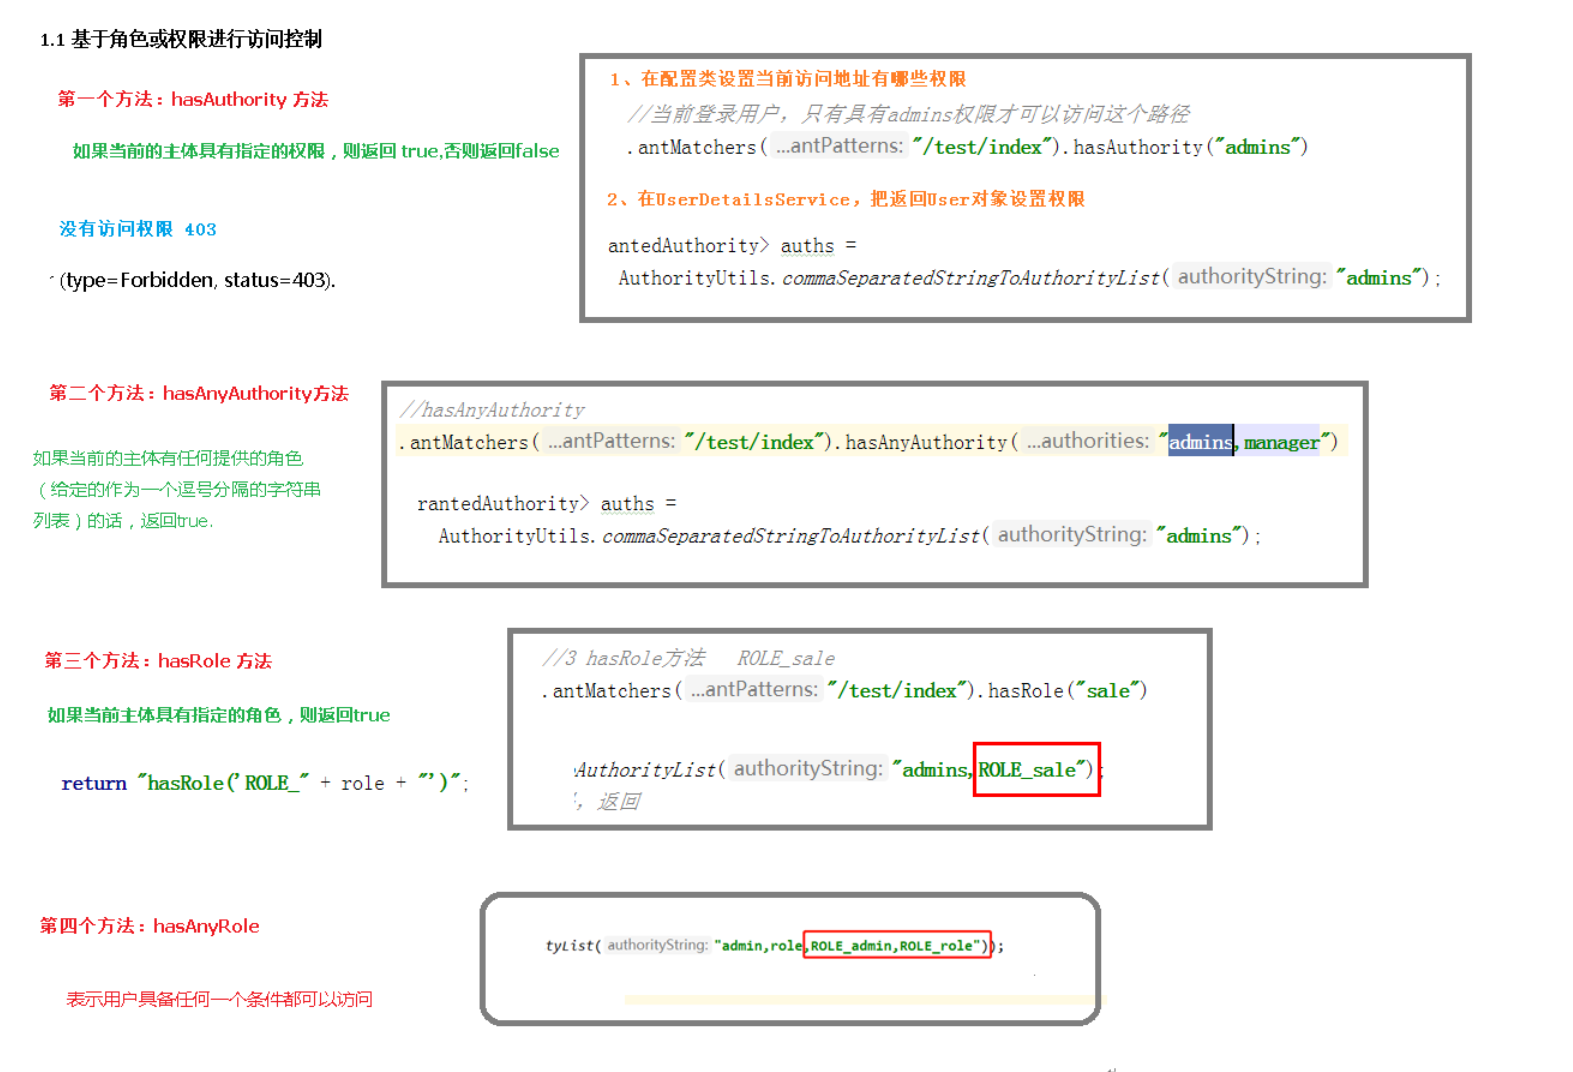 1.1 基于角色或权限进行访问控制
第一个方法：hasAuthority 方法
如果当前的主体具有指定的权限，则返回 true,否则返回false
没有访问权限 403
(type=Forbidden, status=403).
1、在配置类设置当前访问地址有哪些权限
//当前登录用户，只有具有admins权限才可以访问这个路径
.antMatchers( ...antPatterns: "/test/index").hasAuthority("admins")
2、在UserDetailsService，把返回User对象设置权限
antedAuthority> auths =
AuthorityUtils.commaSeparatedStringToAuthorityList( authorityString: "admins");
第二个方法：hasAnyAuthority方法
如果当前的主体有任何提供的角色
（给定的作为一个逗号分隔的字符串
列表）的话，返回true.
//hasAnyAuthority
.antMatchers( ...antPatterns: "/test/index").hasAnyAuthority( ...authorities: "admins,manager")
rantedAuthority> auths =
AuthorityUtils.commaSeparatedStringToAuthorityList( authorityString: "admins");
第三个方法：hasRole 方法
如果当前主体具有指定的角色，则返回true
return "hasRole('ROLE_" + role + "')";
//3 hasRole方法 ROLE_sale
.antMatchers( ...antPatterns: "/test/index").hasRole("sale")
AuthorityList( authorityString: "admins,ROLE_sale");
，返回
第四个方法：hasAnyRole
表示用户具备任何一个条件都可以访问
tyList( authorityString: "admin,role,ROLE_admin,ROLE_role"));